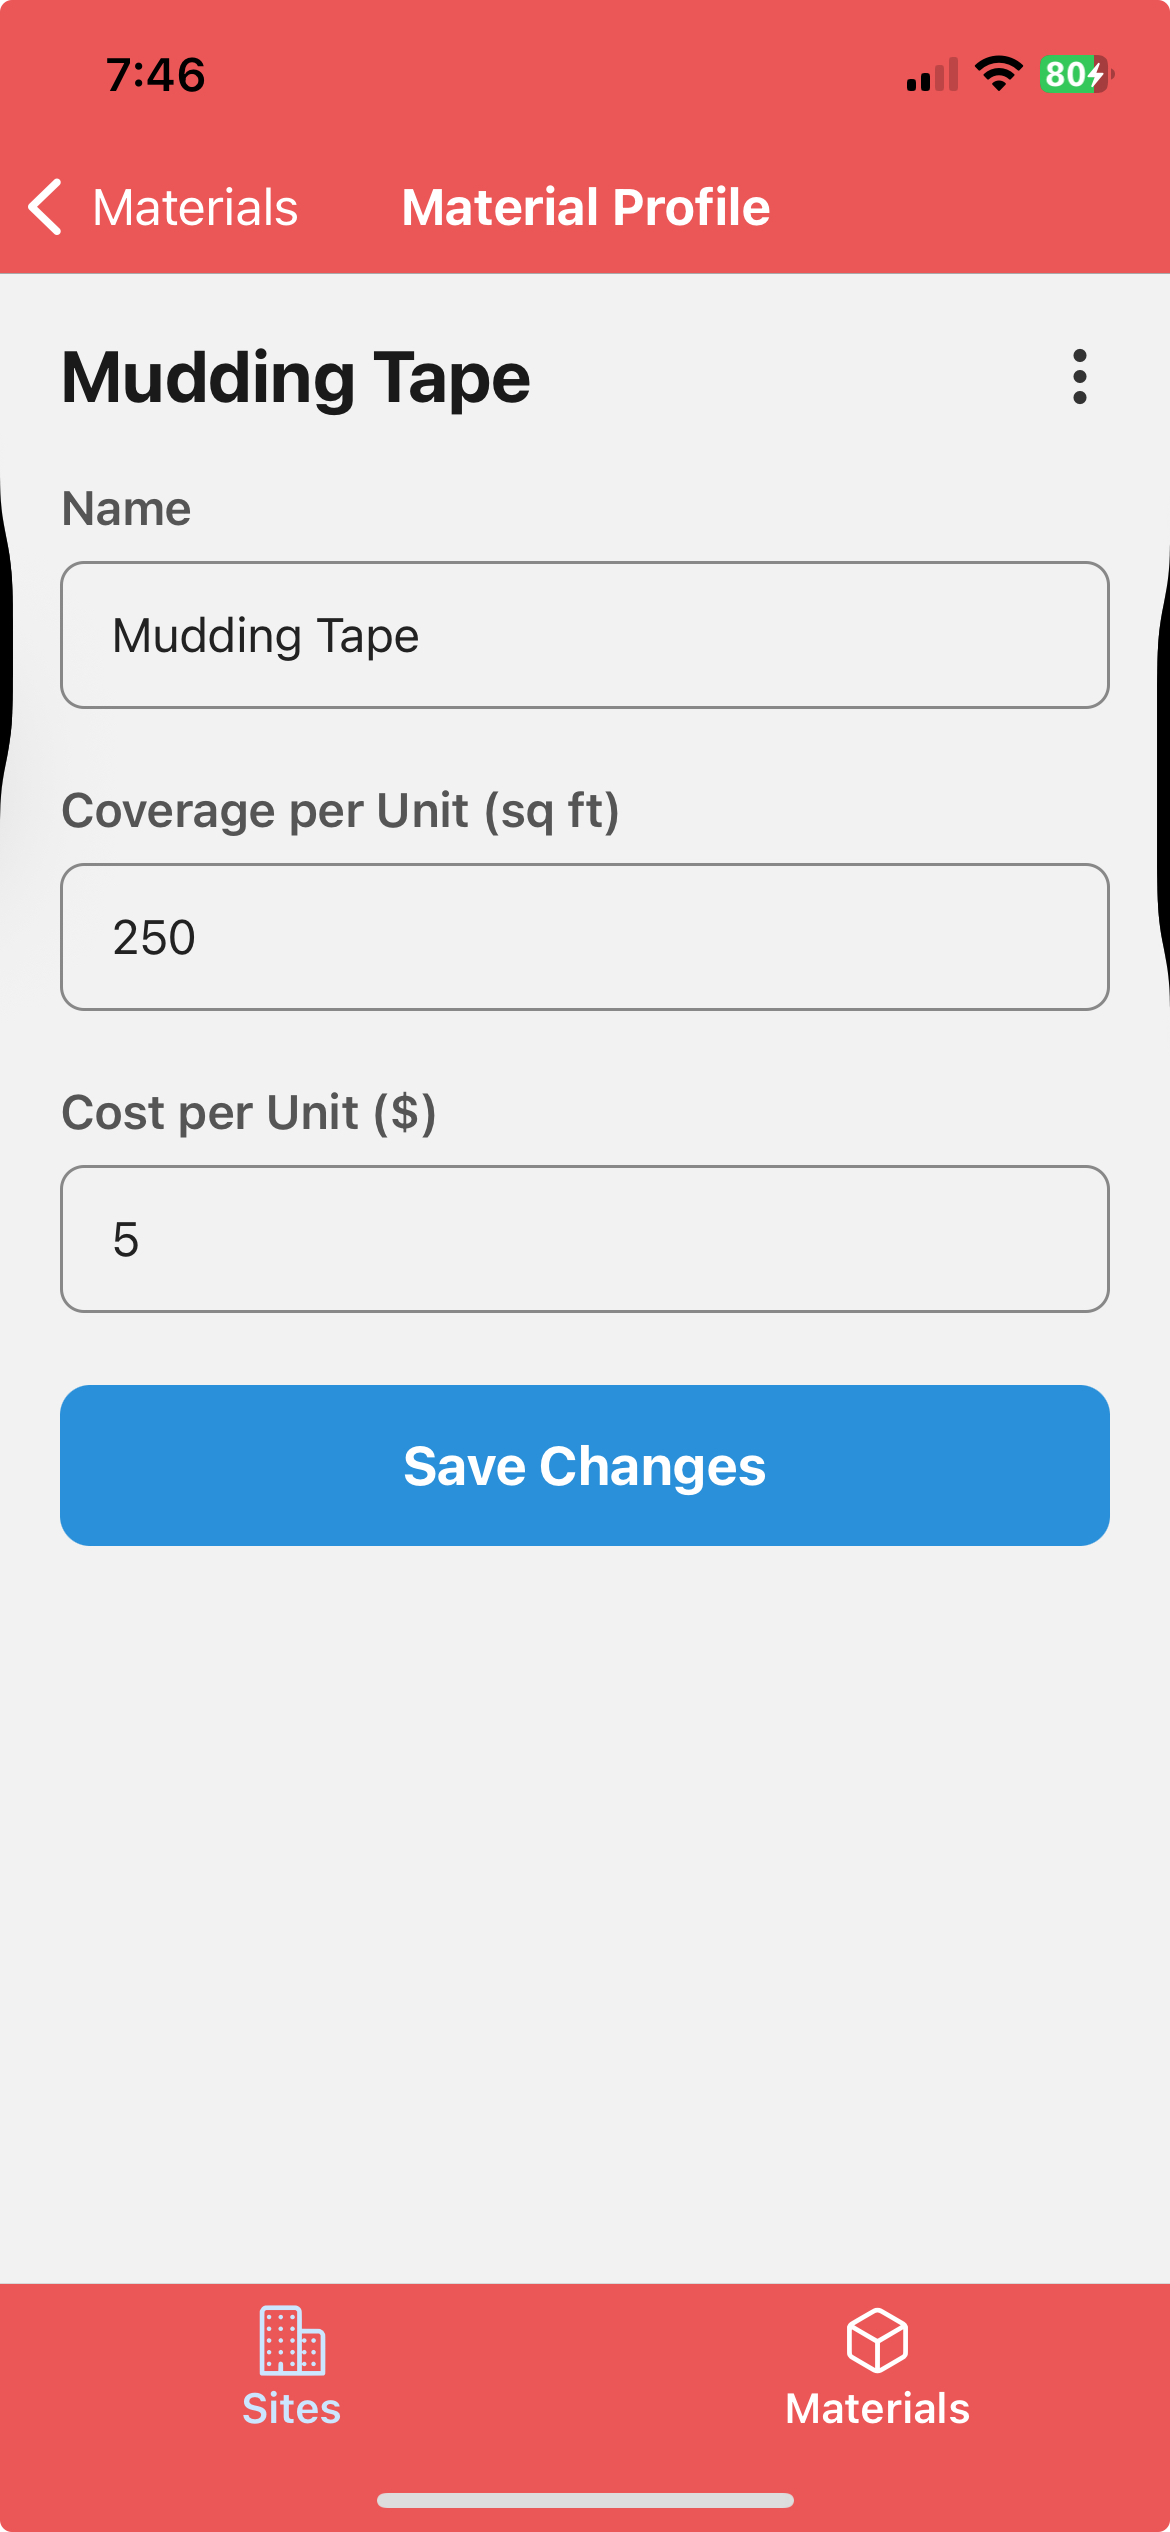 7:46
80
Materials
Material Profile
Mudding Tape
Name
Mudding Tape
Coverage per Unit (sq ft)
250
Cost per Unit ($)
5
Save Changes
Sites
Materials